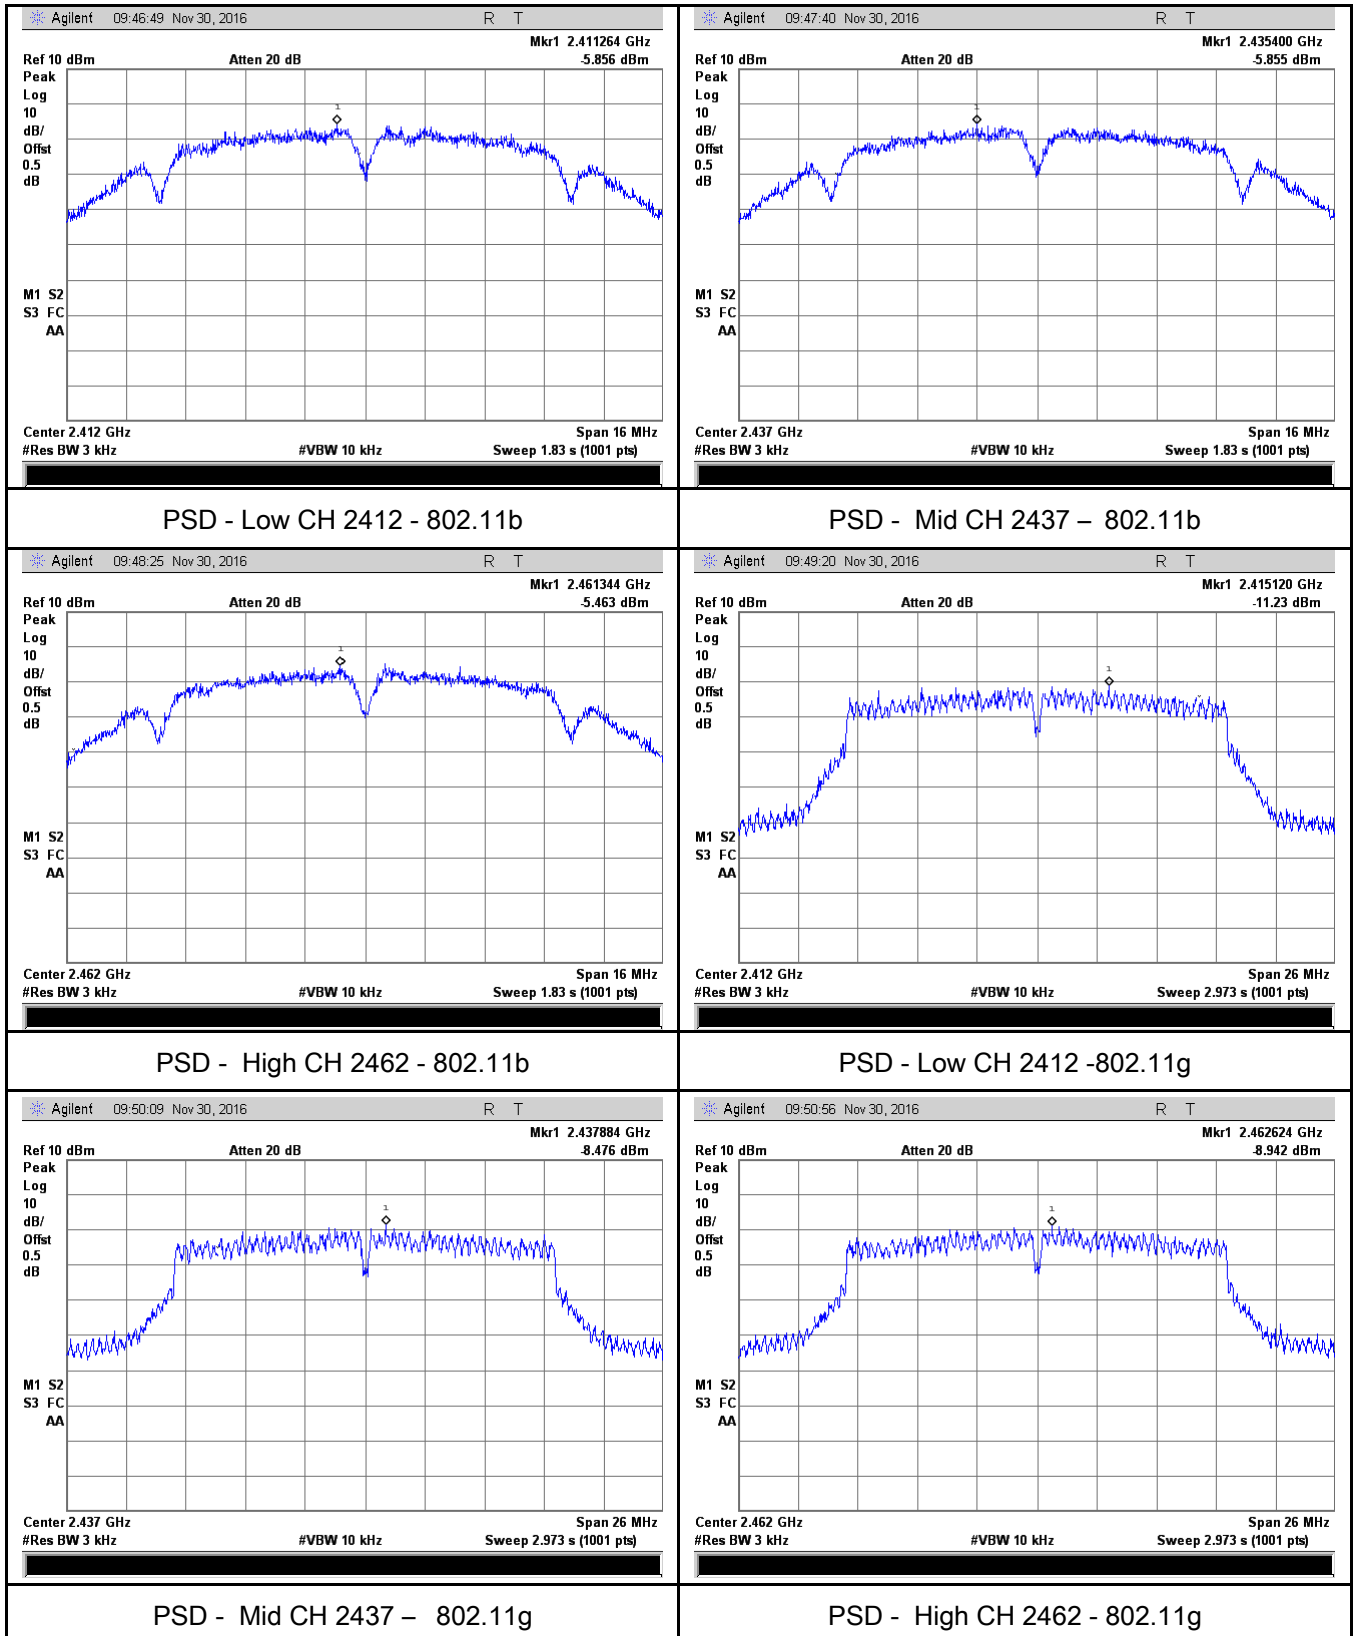 Agilent 09:46:49 Nov 30, 2016 R T
Mkr1 2.411264 GHz
Ref 10 dBm Atten 20 dB -5.856 dBm
Peak
Log
10
dB/
Offst
0.5
dB
1
M1 S2
S3 FC
AA
Center 2.412 GHz Span 16 MHz
#Res BW 3 kHz #VBW 10 kHz Sweep 1.83 s (1001 pts)
PSD - Low CH 2412 - 802.11b
Agilent 09:47:40 Nov 30, 2016 R T
Mkr1 2.435400 GHz
Ref 10 dBm Atten 20 dB -5.855 dBm
Peak
Log
10
dB/
Offst
0.5
dB
1
M1 S2
S3 FC
AA
Center 2.437 GHz Span 16 MHz
#Res BW 3 kHz #VBW 10 kHz Sweep 1.83 s (1001 pts)
PSD - Mid CH 2437 – 802.11b
Agilent 09:48:25 Nov 30, 2016 R T
Mkr1 2.461344 GHz
Ref 10 dBm Atten 20 dB -5.463 dBm
Peak
Log
10
dB/
Offst
0.5
dB
1
M1 S2
S3 FC
AA
Center 2.462 GHz Span 16 MHz
#Res BW 3 kHz #VBW 10 kHz Sweep 1.83 s (1001 pts)
PSD - High CH 2462 - 802.11b
Agilent 09:49:20 Nov 30, 2016 R T
Mkr1 2.415120 GHz
Ref 10 dBm Atten 20 dB -11.23 dBm
Peak
Log
10
dB/
Offst
0.5
dB
1
M1 S2
S3 FC
AA
Center 2.412 GHz Span 26 MHz
#Res BW 3 kHz #VBW 10 kHz Sweep 2.973 s (1001 pts)
PSD - Low CH 2412 -802.11g
Agilent 09:50:09 Nov 30, 2016 R T
Mkr1 2.437884 GHz
Ref 10 dBm Atten 20 dB -8.476 dBm
Peak
Log
10
dB/
Offst
0.5
dB
1
M1 S2
S3 FC
AA
Center 2.437 GHz Span 26 MHz
#Res BW 3 kHz #VBW 10 kHz Sweep 2.973 s (1001 pts)
PSD - Mid CH 2437 – 802.11g
Agilent 09:50:56 Nov 30, 2016 R T
Mkr1 2.462624 GHz
Ref 10 dBm Atten 20 dB -8.942 dBm
Peak
Log
10
dB/
Offst
0.5
dB
1
M1 S2
S3 FC
AA
Center 2.462 GHz Span 26 MHz
#Res BW 3 kHz #VBW 10 kHz Sweep 2.973 s (1001 pts)
PSD - High CH 2462 - 802.11g